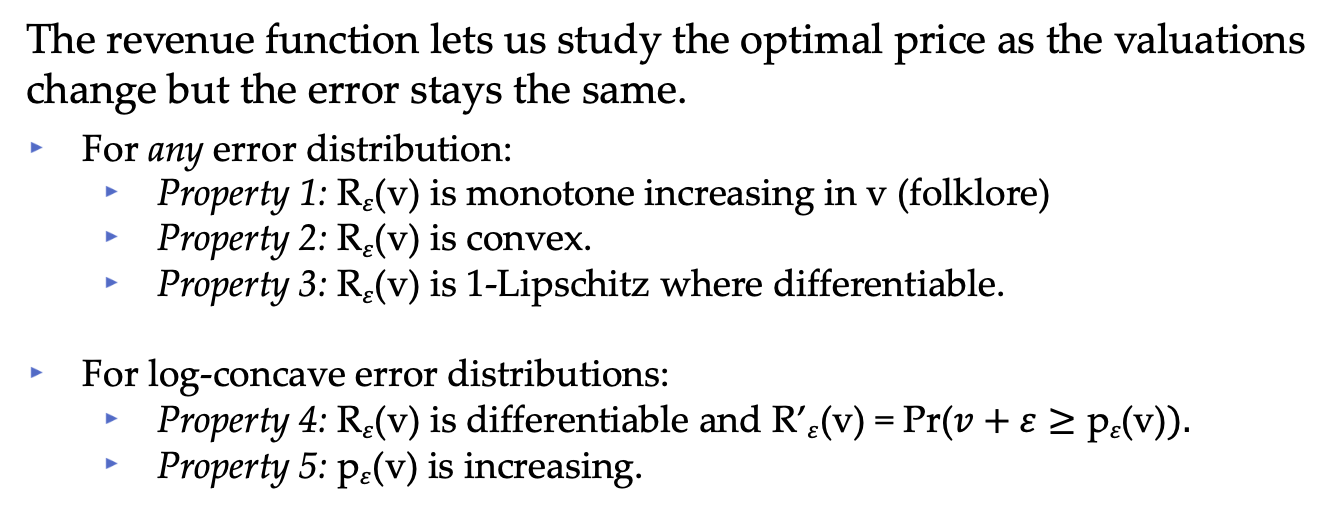 The revenue function lets us study the optimal price as the valuations
change but the error stays the same.
▸ For any error distribution:
▸ Property 1: Rε(v) is monotone increasing in v (folklore)
▸ Property 2: Rε(v) is convex.
▸ Property 3: Rε(v) is 1-Lipschitz where differentiable.
▸ For log-concave error distributions:
▸ Property 4: Rε(v) is differentiable and R′ε(v) = Pr(v + ε ≥ pε(v)).
▸ Property 5: pε(v) is increasing.